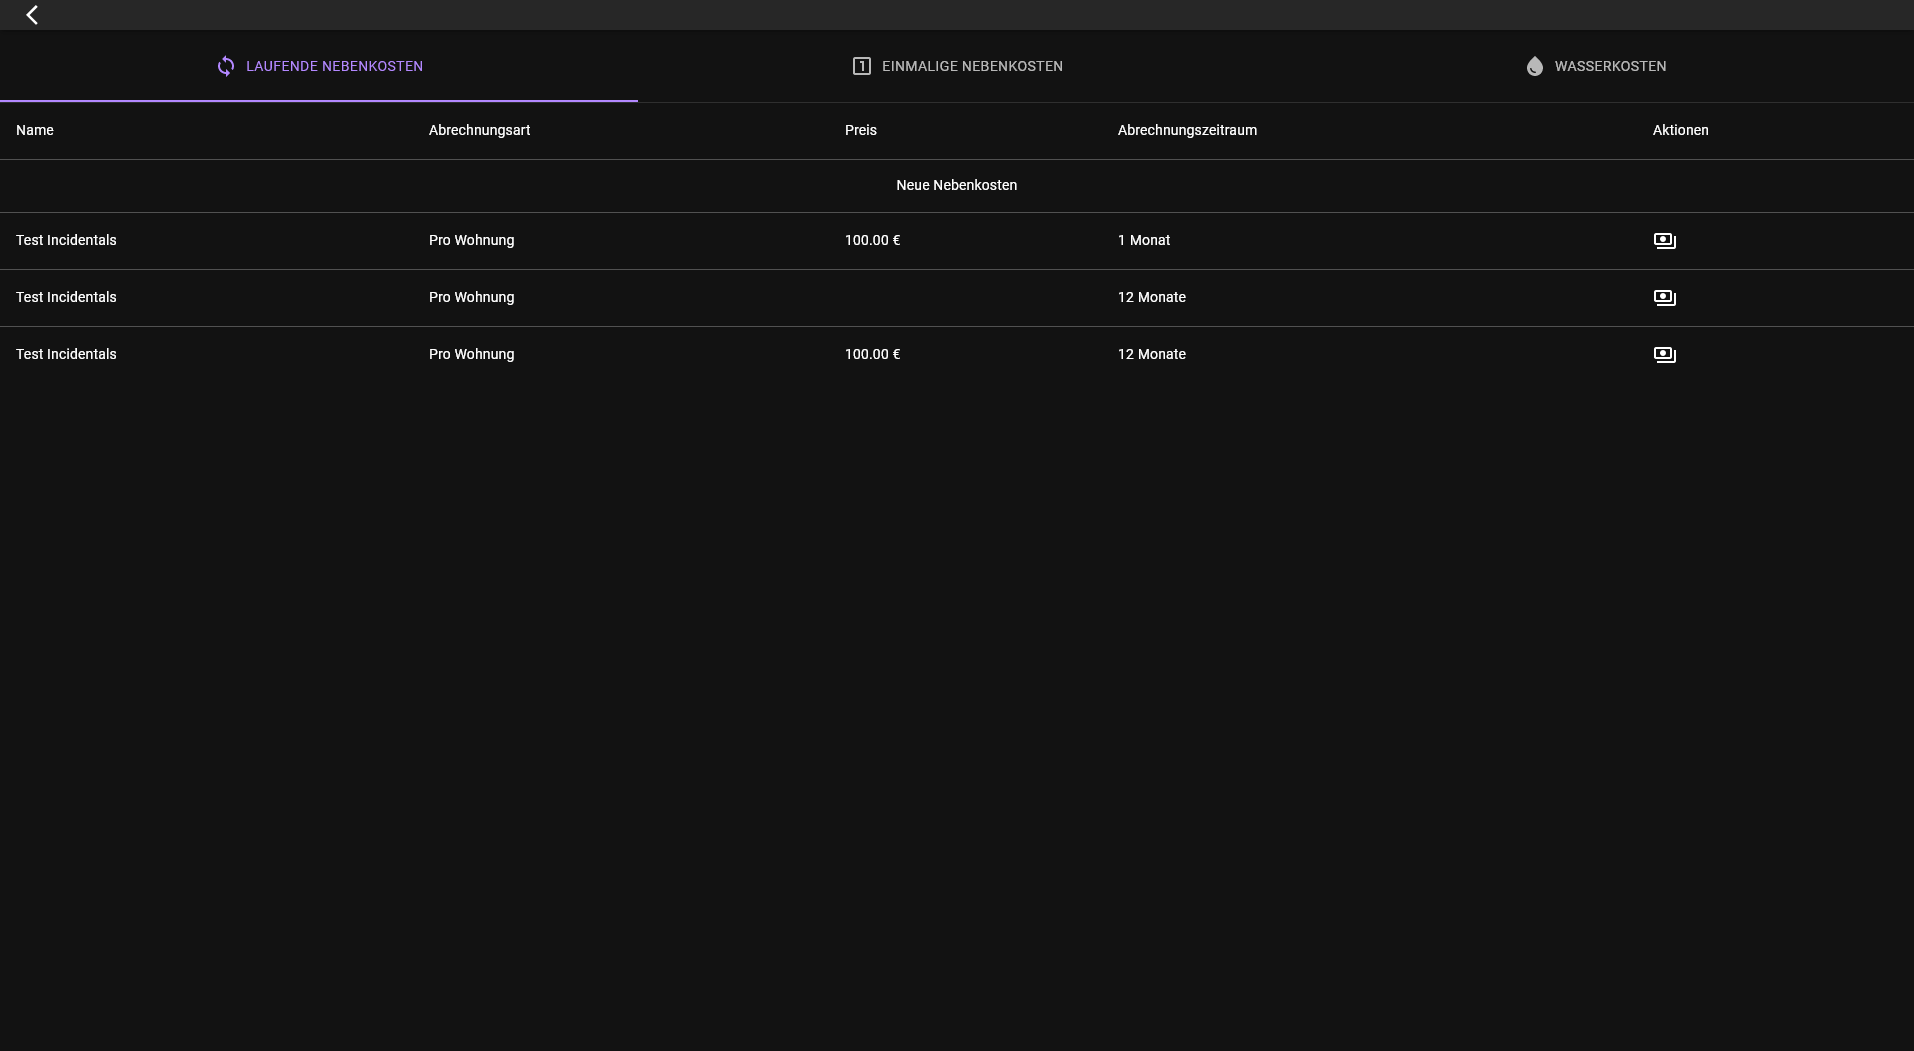 LAUFENDE NEBENKOSTEN
1 EINMALIGE NEBENKOSTEN
WASSERKOSTEN
Name Abrechnungsart Preis Abrechnungszeitraum Aktionen
Neue Nebenkosten
Test Incidentals Pro Wohnung 100.00 € 1 Monat
Test Incidentals Pro Wohnung 12 Monate
Test Incidentals Pro Wohnung 100.00 € 12 Monate